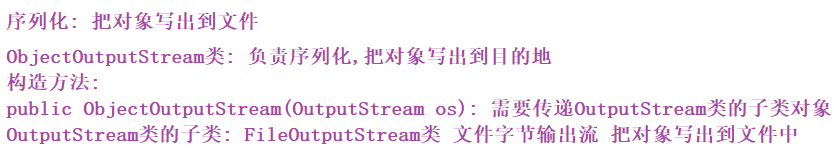 序列化: 把对象写出到文件
ObjectOutputStream类: 负责序列化,把对象写出到目的地
构造方法:
public ObjectOutputStream(OutputStream os): 需要传递OutputStream类的子类对象
OutputStream类的子类: FileOutputStream类 文件字节输出流 把对象写出到文件中